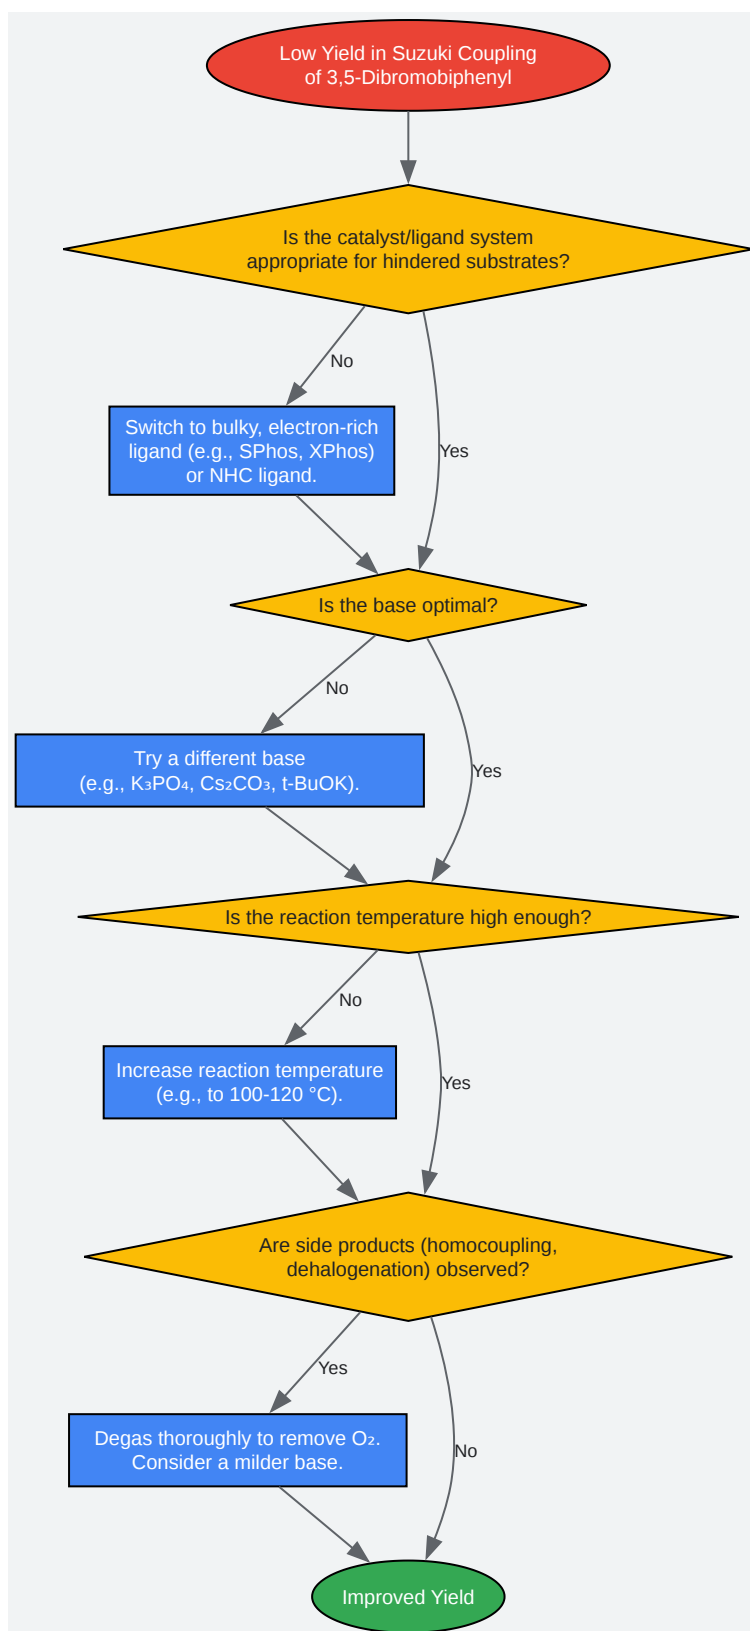 Low Yield in Suzuki Coupling
of 3,5-Dibromobiphenyl
Is the catalyst/ligand system
appropriate for hindered substrates?
No
Switch to bulky, electron-rich
ligand (e.g., SPhos, XPhos)
or NHC ligand.
Yes
Is the base optimal?
No
Try a different base
(e.g., K₃PO₄, Cs₂CO₃, t-BuOK).
Yes
Is the reaction temperature high enough?
No
Increase reaction temperature
(e.g., to 100-120 °C).
Yes
Are side products (homocoupling,
dehalogenation) observed?
Yes
Degas thoroughly to remove O₂.
Consider a milder base.
No
Improved Yield